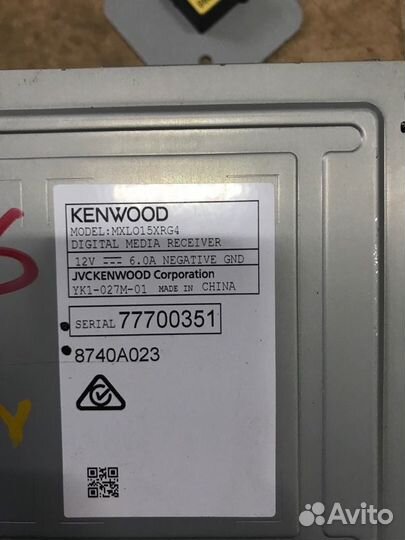 KENWOOD
MODEL:MXL015XRG4
DIGITAL MEDIA RECEIVER
12V ⎓ 6.0A NEGATIVE GND
JVCKENWOOD Corporation
YK1-027M-01 MADE IN CHINA
SERIAL 77700351
8740A023
S
Y
Avito